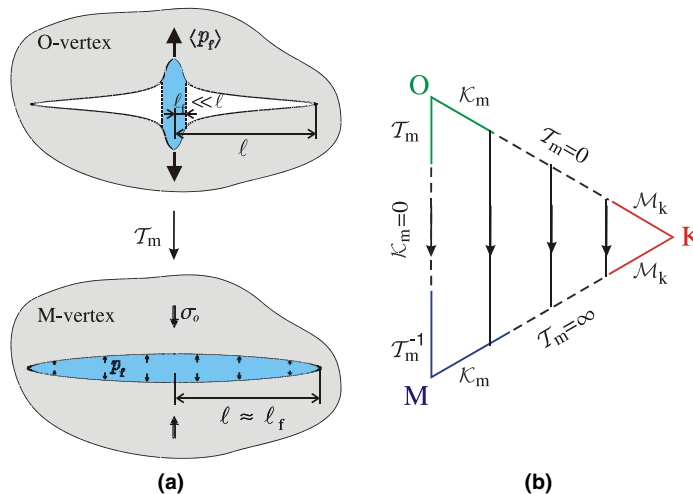 O-vertex
⟨p_f⟩
ℓ ≪ ℓ
ℓ
𝒯_m
M-vertex
σ_o
p_f
ℓ ≈ ℓ_f
(a)
O
𝒦_m
𝒯_m
𝒯_m=0
𝒦_m=0
ℳ_k
K
ℳ_k
𝒯_m=∞
𝒯_m^-1
𝒦_m
M
(b)